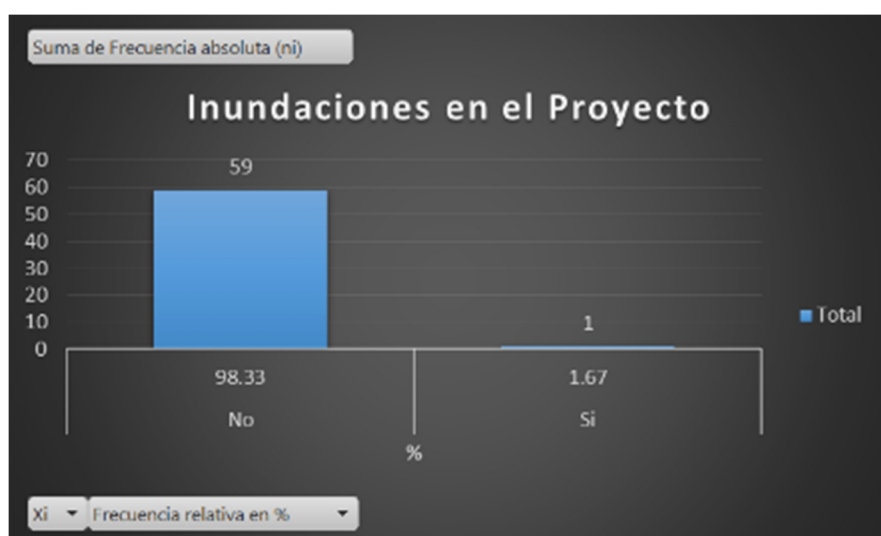 Suma de Frecuencia absoluta (ni)
Inundaciones en el Proyecto
70
60
50
40
30
20
10
0
59
1
Total
98.33 1.67
No Si
%
Xi Frecuencia relativa en %